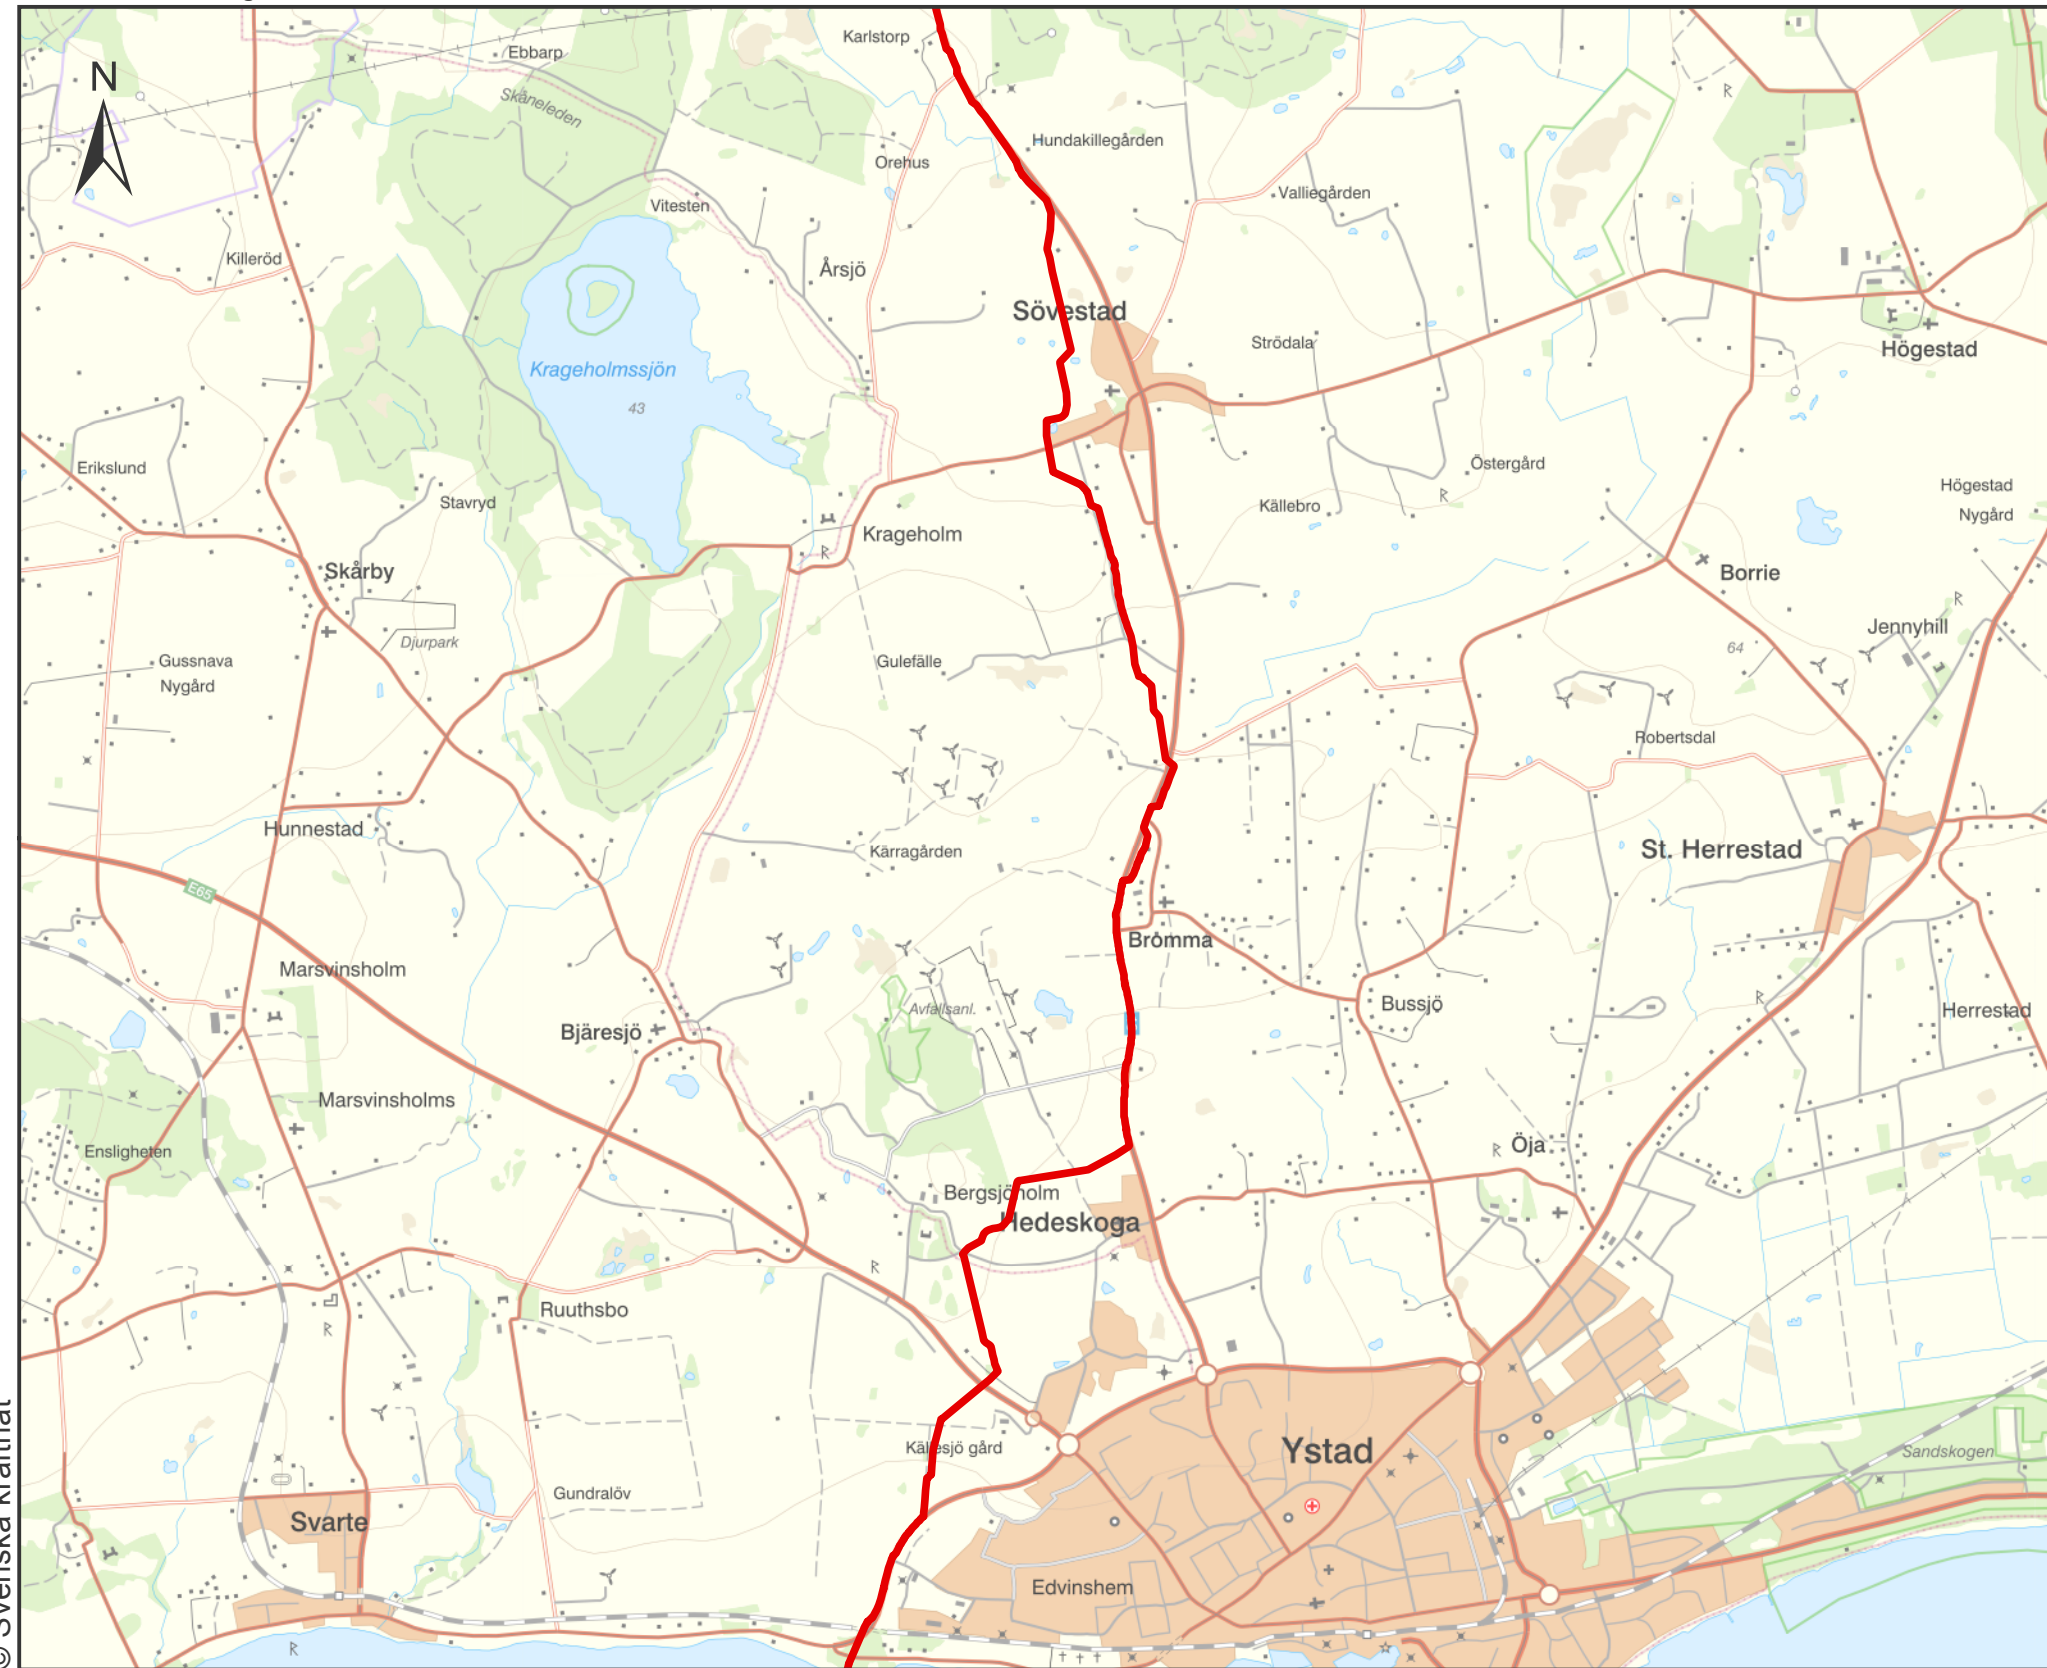 Karlstorp
Ebbarp
N
Skåneleden
Hundakillegården
Orehus
Valliegården
Vitesten
Killeröd
Årsjö
Sövestad
Strödala
Högestad
Krageholmssjön
43
Erikslund
Östergård
Stavryd
Källebro
Högestad
Nygård
Krageholm
R
R
R
Skårby
Borrie
R
Djurpark
Jennyhill
64
Gussnava
Nygård
Gulefälle
Robertsdal
Hunnestad
Kärragården
St. Herrestad
E65
Bromma
Marsvinsholm
R
Bussjö
Avfallsanl.
Herrestad
Bjäresjö
Marsvinsholms
Ensligheten
R
Öja
Bergsjöholm
Hedeskoga
R
Ruuthsbo
R
Källesjö gård
Ystad
Sandskogen
Gundralöv
Svarte
Edvinshem
R
© Svenska kraftnät